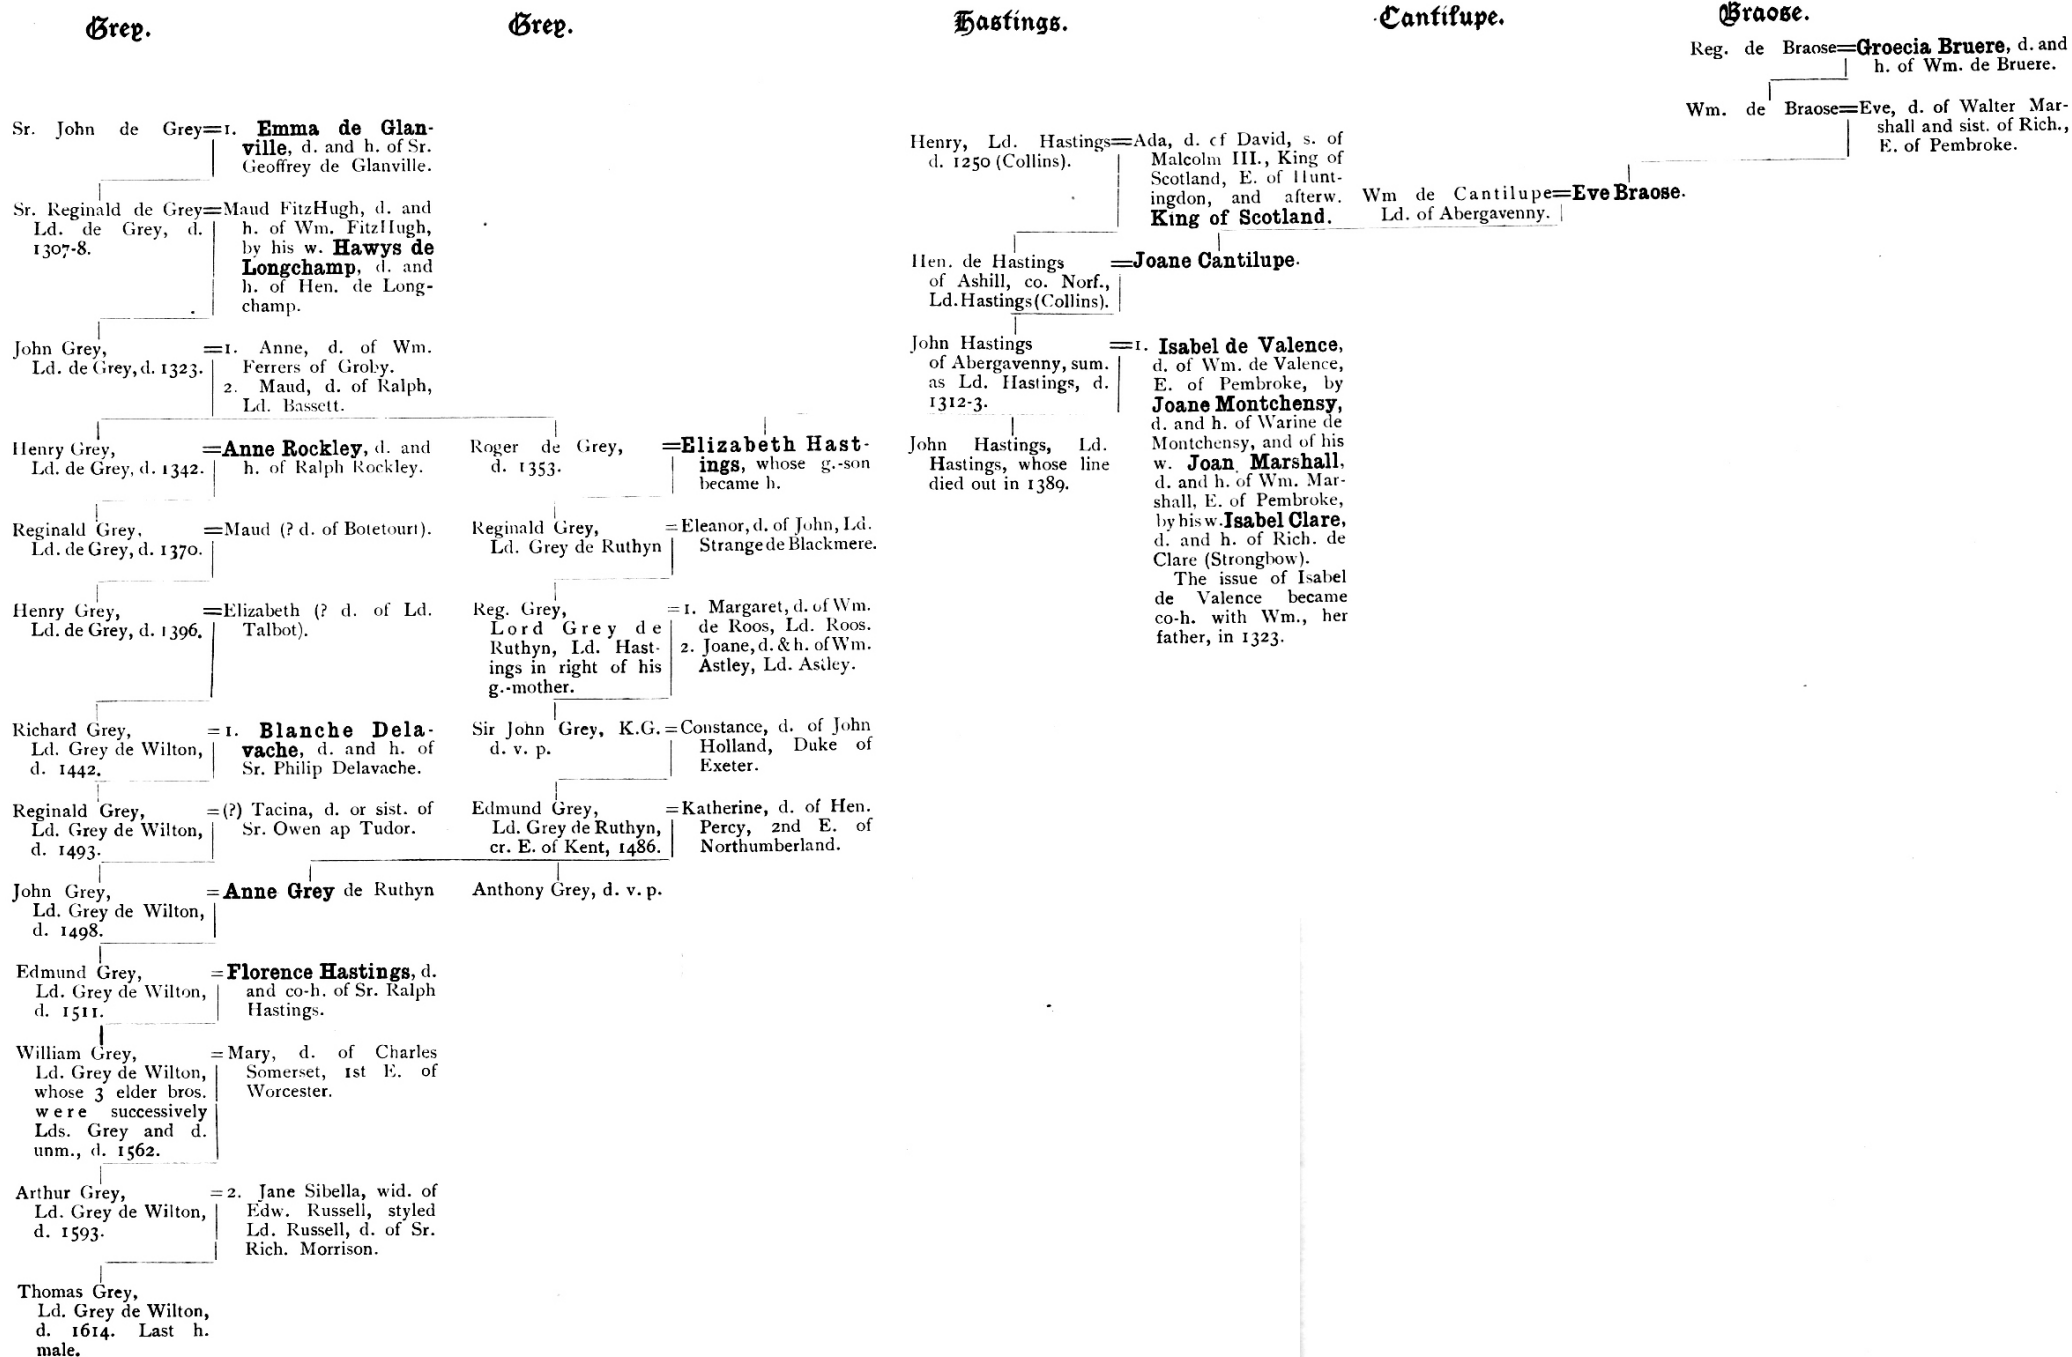 Grey.
Sr. John de Grey=1. Emma de Glan-
ville, d. and h. of Sr.
Geoffrey de Glanville.
Sr. Reginald de Grey=Maud FitzHugh, d. and
Ld. de Grey, d.
1307-8.
h. of Wm. FitzHugh,
by his w. Hawys de
Longchamp, d. and
h. of Hen. de Long-
champ.
John Grey,
Ld. de Grey, d. 1323.
=1. Anne, d. of Wm.
Ferrers of Groby.
2. Maud, d. of Ralph,
Ld. Bassett.
Henry Grey,
Ld. de Grey, d. 1342.
=Anne Rockley, d. and
h. of Ralph Rockley.
Reginald Grey,
Ld. de Grey, d. 1370.
=Maud (? d. of Botetourt).
Henry Grey,
Ld. de Grey, d. 1396.
=Elizabeth (? d. of Ld.
Talbot).
Richard Grey,
Ld. Grey de Wilton,
d. 1442.
=1. Blanche Dela-
vache, d. and h. of
Sr. Philip Delavache.
Reginald Grey,
Ld. Grey de Wilton,
d. 1493.
=(?) Tacina, d. or sist. of
Sr. Owen ap Tudor.
John Grey,
Ld. Grey de Wilton,
d. 1498.
=Anne Grey de Ruthyn
Edmund Grey,
Ld. Grey de Wilton,
d. 1511.
=Florence Hastings, d.
and co-h. of Sr. Ralph
Hastings.
William Grey,
Ld. Grey de Wilton,
whose 3 elder bros.
were successively
Lds. Grey and d.
unm., d. 1562.
=Mary, d. of Charles
Somerset, 1st E. of
Worcester.
Arthur Grey,
Ld. Grey de Wilton,
d. 1593.
=2. Jane Sibella, wid. of
Edw. Russell, styled
Ld. Russell, d. of Sr.
Rich. Morrison.
Thomas Grey,
Ld. Grey de Wilton,
d. 1614. Last h.
male.
Grey.
Roger de Grey,
d. 1353.
=Elizabeth Hast-
ings, whose g.-son
became h.
Reginald Grey,
Ld. Grey de Ruthyn
=Eleanor, d. of John, Ld.
Strange de Blackmere.
Reg. Grey,
Lord Grey de
Ruthyn, Ld. Hast-
ings in right of his
g.-mother.
=1. Margaret, d. of Wm.
de Roos, Ld. Roos.
2. Joane, d. & h. of Wm.
Astley, Ld. Astley.
Sir John Grey, K.G.
d. v. p.
=Constance, d. of John
Holland, Duke of
Exeter.
Edmund Grey,
Ld. Grey de Ruthyn,
cr. E. of Kent, 1486.
=Katherine, d. of Hen.
Percy, 2nd E. of
Northumberland.
Anthony Grey, d. v. p.
Hastings.
Henry, Ld. Hastings=Ada, d. cf David, s. of
d. 1250 (Collins).
Malcolm III., King of
Scotland, E. of Hunt-
ingdon, and afterw.
King of Scotland.
Hen. de Hastings
of Ashill, co. Norf.,
Ld. Hastings (Collins).
=Joane Cantilupe.
John Hastings
of Abergavenny, sum.
as Ld. Hastings, d.
1312-3.
=1. Isabel de Valence,
d. of Wm. de Valence,
E. of Pembroke, by
Joane Montchensy,
d. and h. of Warine de
Montchensy, and of his
w. Joan Marshall,
d. and h. of Wm. Mar-
shall, E. of Pembroke,
by his w. Isabel Clare,
d. and h. of Rich. de
Clare (Strongbow).
The issue of Isabel
de Valence became
co-h. with Wm., her
father, in 1323.
John Hastings, Ld.
Hastings, whose line
died out in 1389.
Cantilupe.
Wm de Cantilupe=Eve Braose.
Ld. of Abergavenny.
Braose.
Reg. de Braose=Groecia Bruere, d. and
h. of Wm. de Bruere.
Wm. de Braose=Eve, d. of Walter Mar-
shall and sist. of Rich.,
E. of Pembroke.